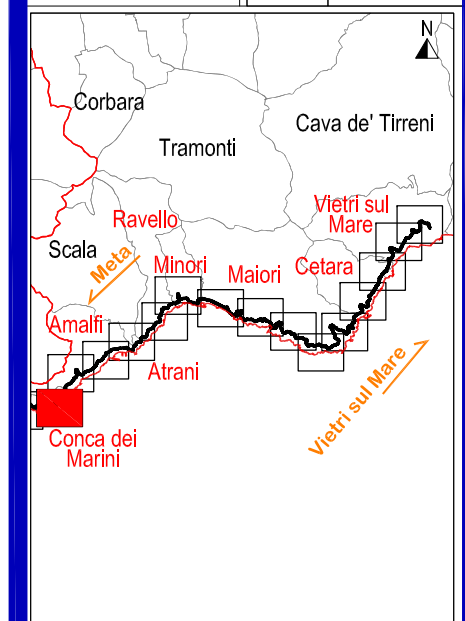 N
Corbara
Cava de' Tirreni
Tramonti
Vietri sul
Mare
Ravello
Scala
Meta
Minori
Maiori
Cetara
Amalfi
Atrani
Vietri sul Mare
Conca dei
Marini